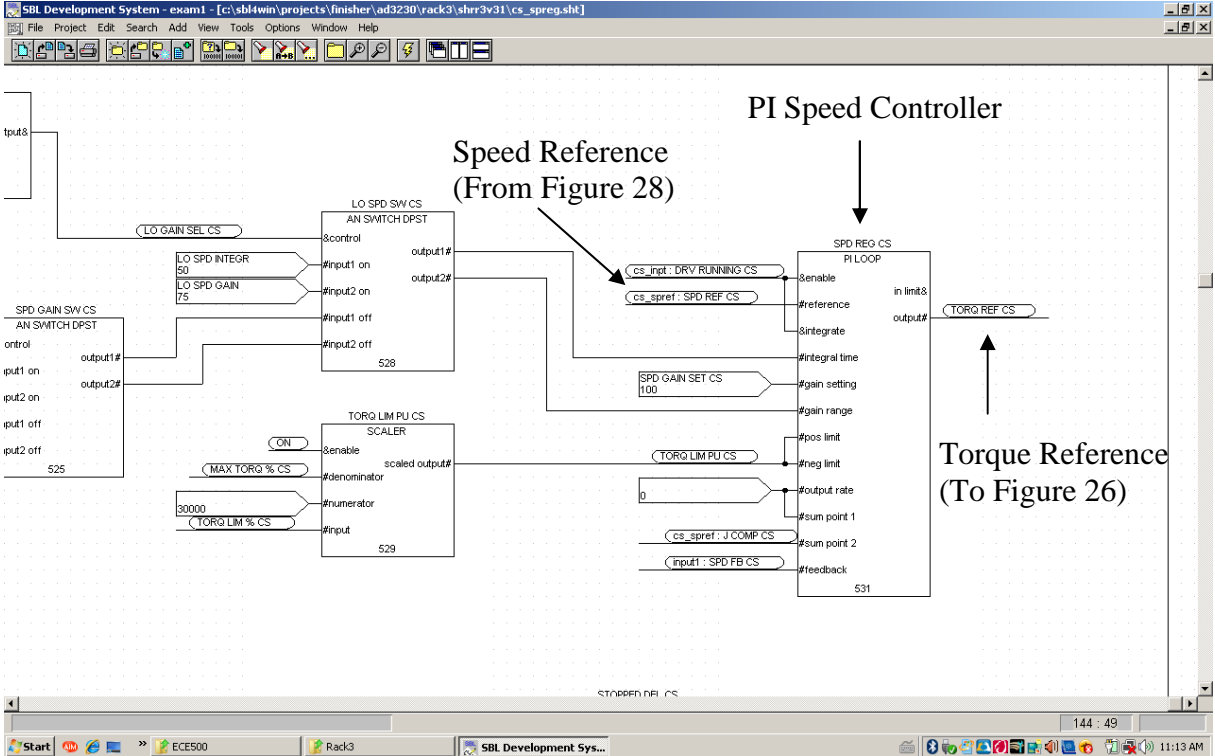 SBL Development System - exam1 - [c:\sbl4win\projects\finisher\ad3230\rack3\shrr3v31\cs_spreg.sht]
File Project Edit Search Add View Tools Options Window Help
PI Speed Controller
Speed Reference
(From Figure 28)
tput&
LO SPD SW CS
AN SWITCH DPST
LO GAIN SEL CS
&control
output1#
LO SPD INTEGR
50
#input1 on
output2#
LO SPD GAIN
75
#input2 on
#input1 off
#input2 off
528
SPD GAIN SW CS
AN SWITCH DPST
ontrol
output1#
nput1 on
output2#
nput2 on
nput1 off
nput2 off
525
TORQ LIM PU CS
SCALER
ON
&enable
scaled output#
MAX TORQ % CS
#denominator
30000
#numerator
TORQ LIM % CS
#input
529
SPD REG CS
PI LOOP
cs_inpt : DRV RUNNING CS
&enable
in limit&
cs_spref : SPD REF CS
#reference
output#
TORQ REF CS
&integrate
#integral time
SPD GAIN SET CS
100
#gain setting
#gain range
#pos limit
TORQ LIM PU CS
#neg limit
0
#output rate
#sum point 1
cs_spref : J COMP CS
#sum point 2
input1 : SPD FB CS
#feedback
531
Torque Reference
(To Figure 26)
STOPPED DEL CS
144 : 49
Start
ECE500
Rack3
SBL Development Sys...
11:13 AM